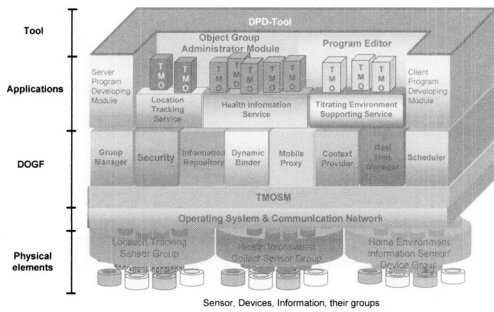 DPD-Tool
Tool
Object Group
Administrator Module
Program Editor
Applications
Server
Program
Developing
Module
TMO
TMO
TMO
TMO
TMO
TMO
TMO
TMO
TMO
TMO
Client
Program
Developing
Module
Location
Tracking
Service
Health Information
Service
Titrating Environment
Supporting Service
DOGF
Group
Manager
Security
Information
Repository
Dynamic
Binder
Mobile
Proxy
Context
Provider
Real
Time
Manager
Scheduler
TMOSM
Operating System & Communication Network
Physical
elements
Location Tracking
Sensor Group
Health Information
Collect Sensor Group
Home Environment
Information Sensor/
Device Group
Sensor, Devices, Information, their groups